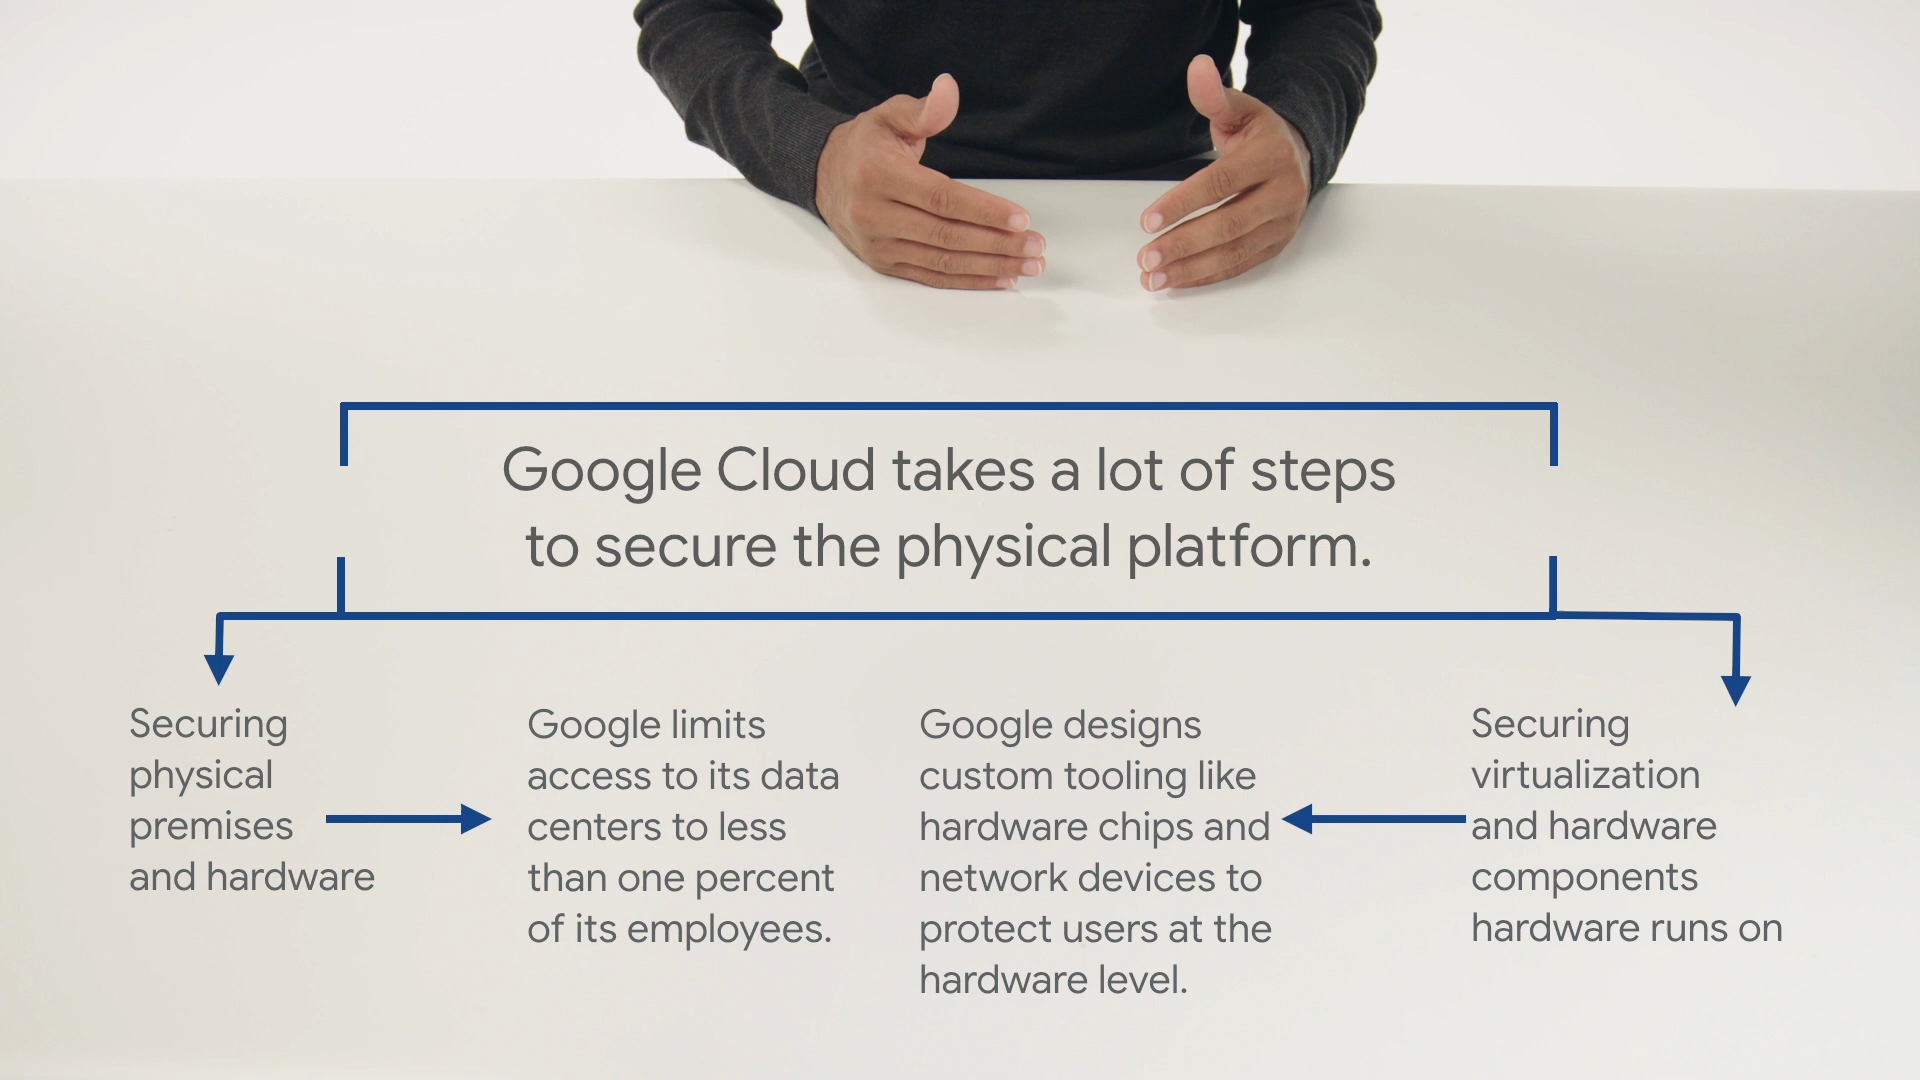 Google Cloud takes a lot of steps
to secure the physical platform.
Securing
physical
premises
and hardware
Google limits
access to its data
centers to less
than one percent
of its employees.
Google designs
custom tooling like
hardware chips and
network devices to
protect users at the
hardware level.
Securing
virtualization
and hardware
components
hardware runs on